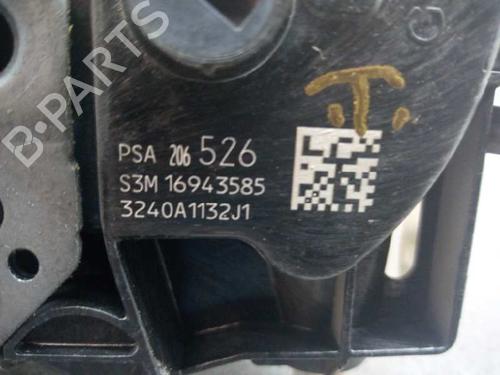 B-PARTS
T.
PSA 206 526
S3M 16943585
3240A1132J1